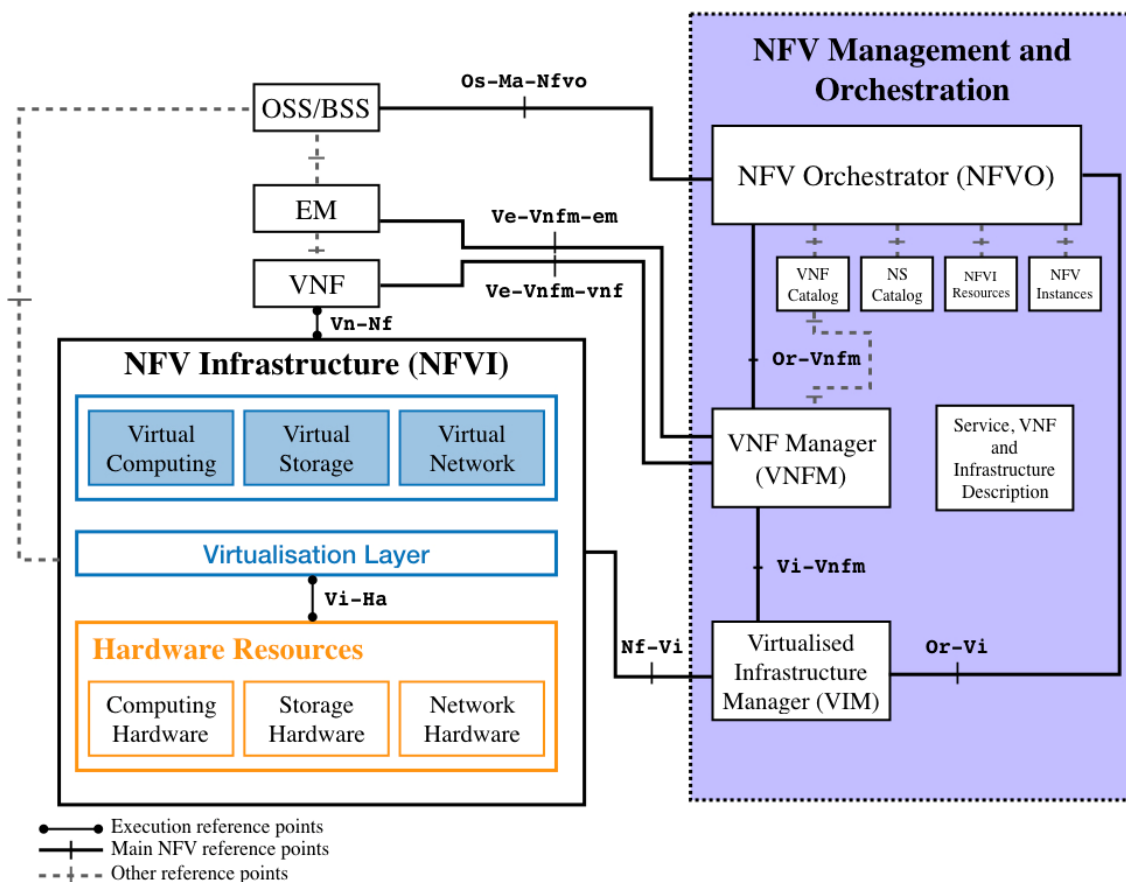 NFV Management and
Orchestration
Os-Ma-Nfvo
OSS/BSS
NFV Orchestrator (NFVO)
EM
Ve-Vnfm-em
VNF
Ve-Vnfm-vnf
VNF
Catalog
NS
Catalog
NFVI
Resources
NFV
Instances
Vn-Nf
NFV Infrastructure (NFVI)
Or-Vnfm
Virtual
Computing
Virtual
Storage
Virtual
Network
VNF Manager
(VNFM)
Service, VNF
and
Infrastructure
Description
Virtualisation Layer
Vi-Vnfm
Vi-Ha
Hardware Resources
Nf-Vi
Virtualised
Infrastructure
Manager (VIM)
Or-Vi
Computing
Hardware
Storage
Hardware
Network
Hardware
Execution reference points
Main NFV reference points
Other reference points